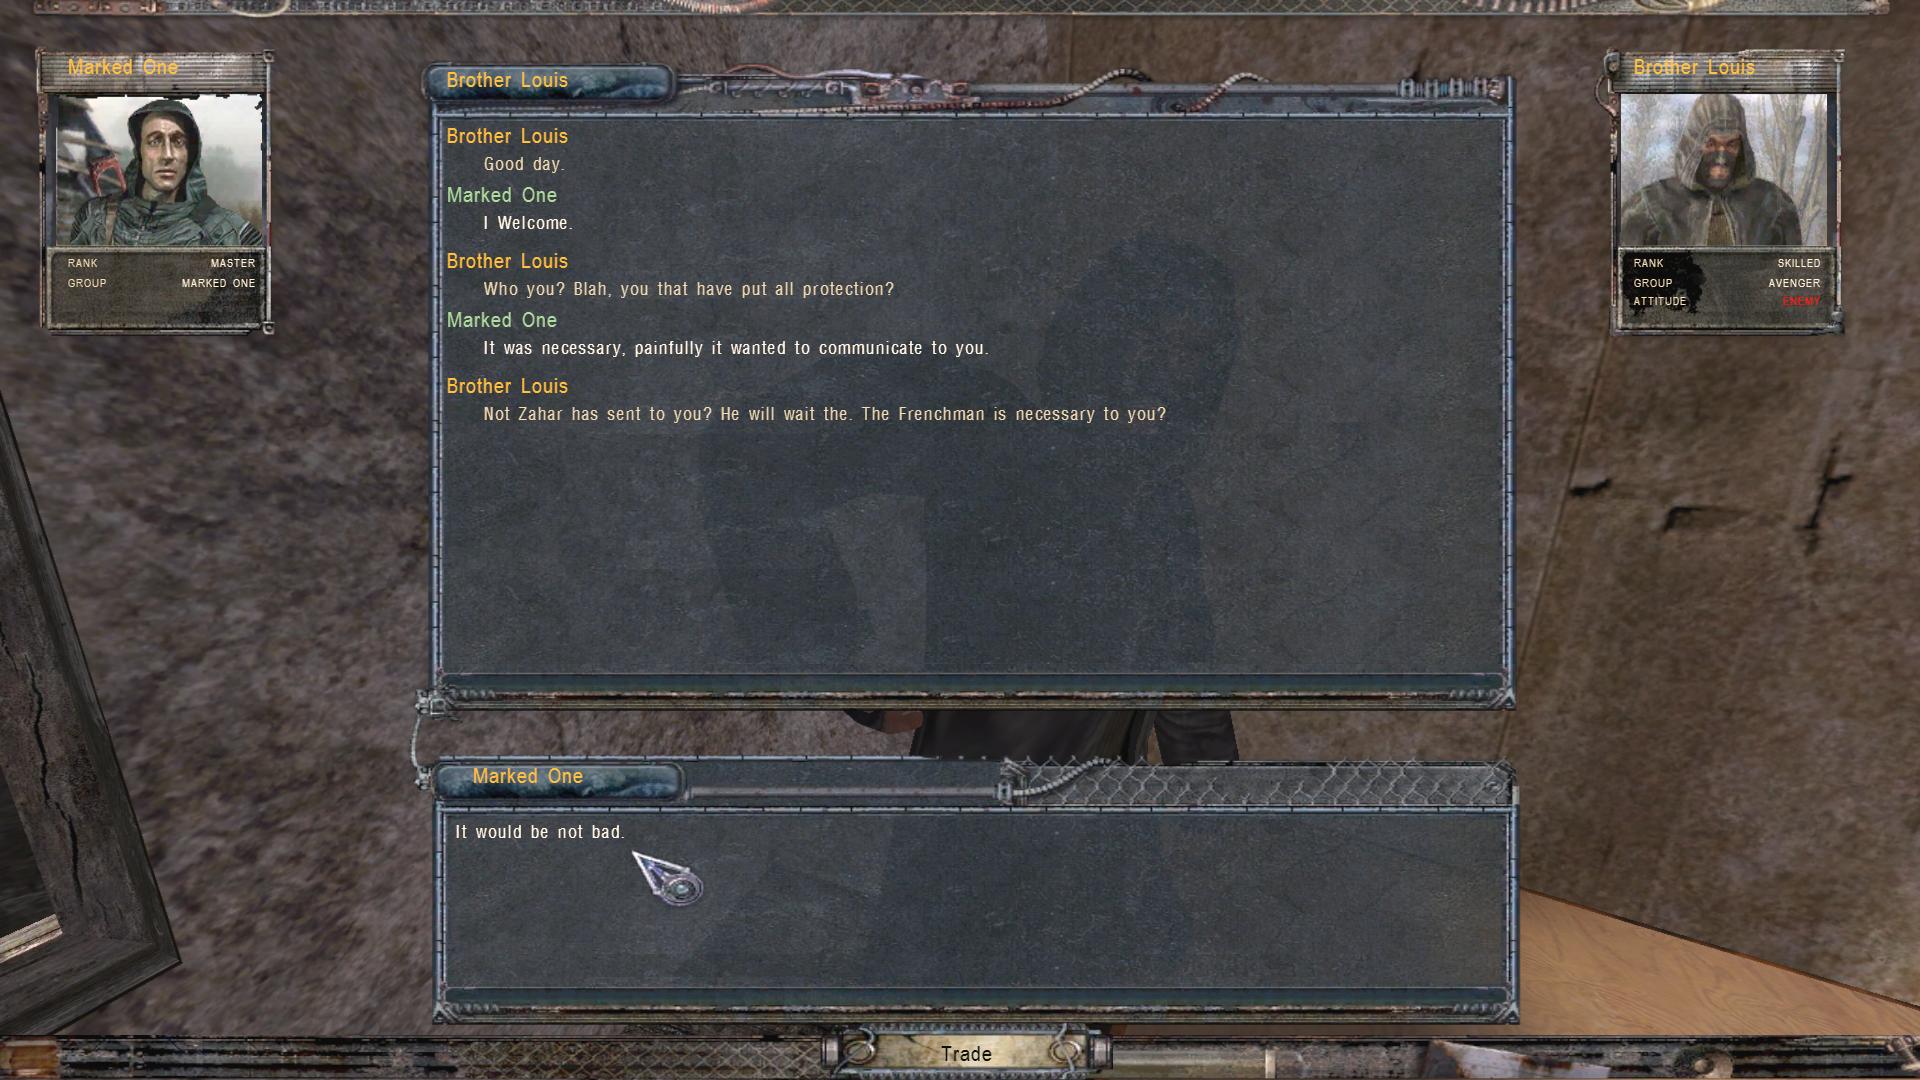 Marked One
RANK MASTER
GROUP MARKED ONE
Brother Louis
Brother Louis
Good day.
Marked One
I Welcome.
Brother Louis
Who you? Blah, you that have put all protection?
Marked One
It was necessary, painfully it wanted to communicate to you.
Brother Louis
Not Zahar has sent to you? He will wait the. The Frenchman is necessary to you?
Brother Louis
RANK SKILLED
GROUP AVENGER
ATTITUDE ENEMY
Marked One
It would be not bad.
Trade